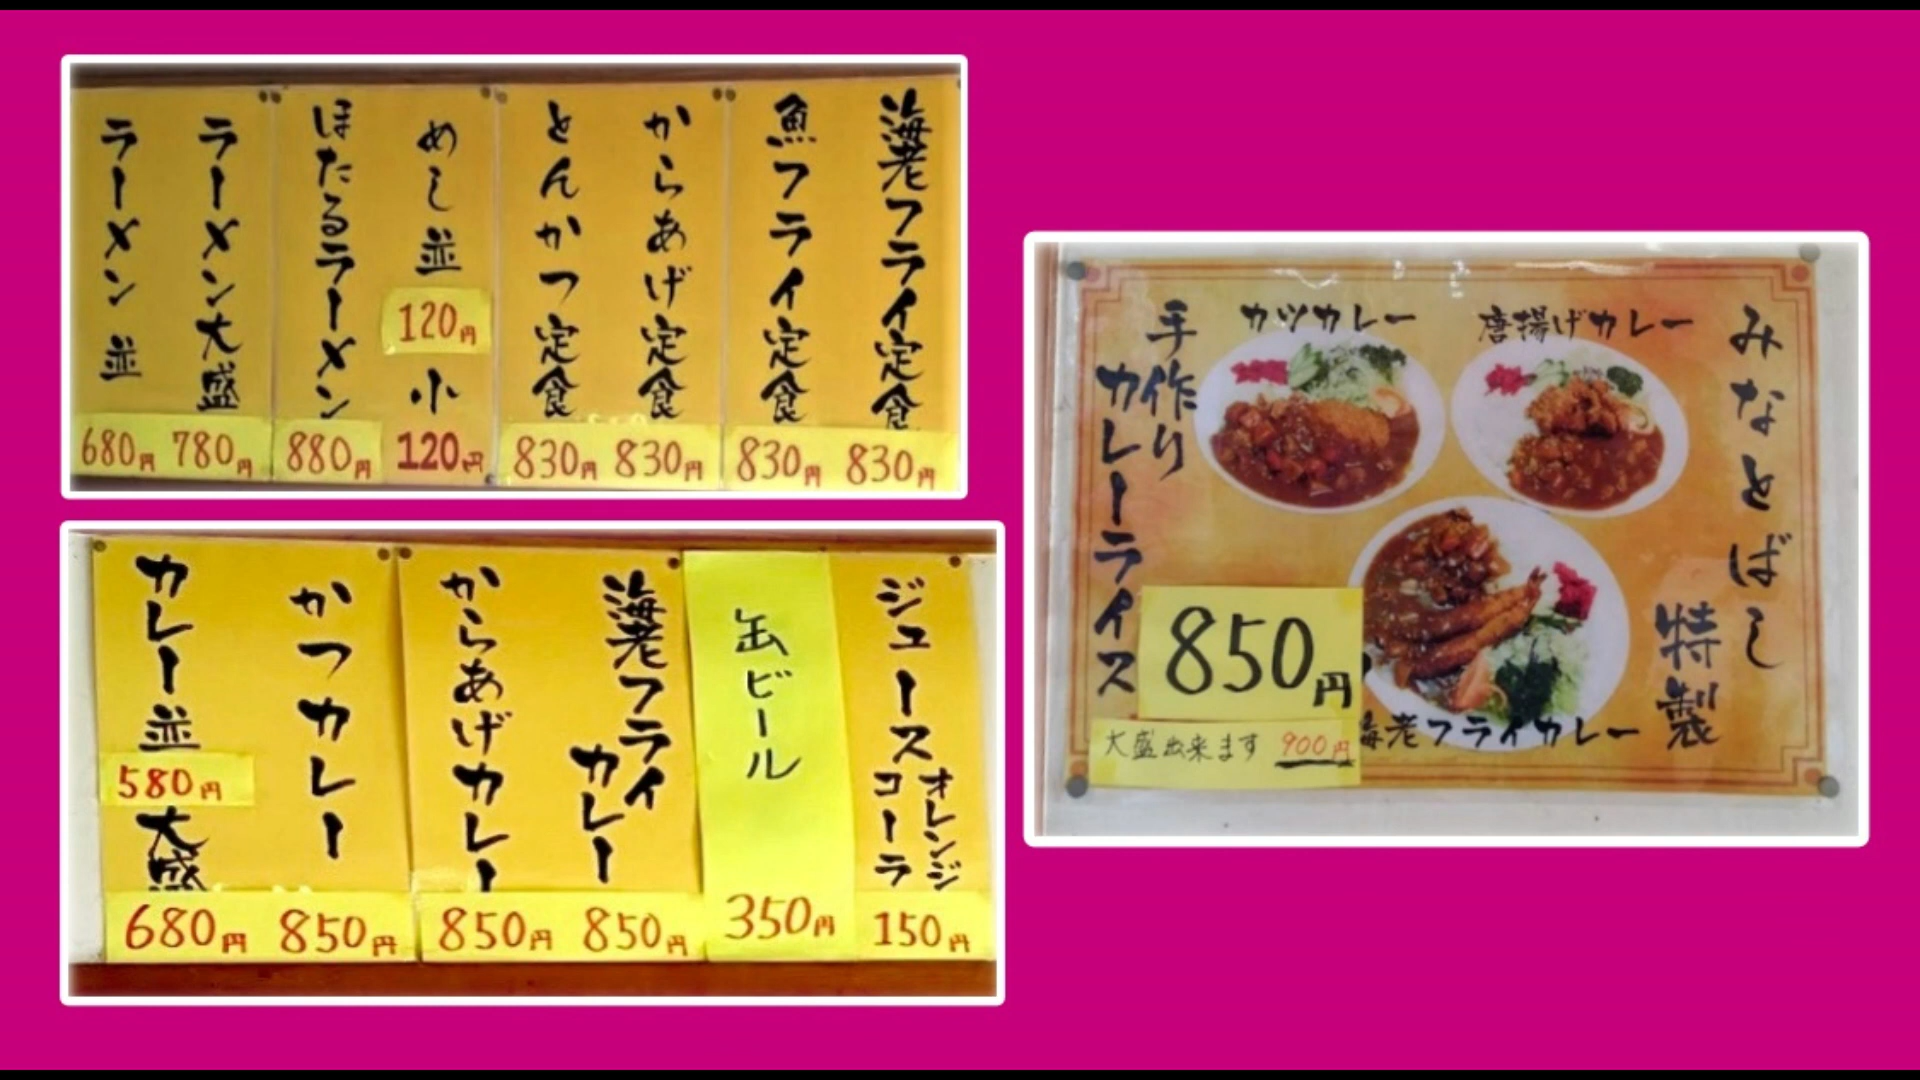 海老フライ定食
830円
魚フライ定食
830円
からあげ定食
830円
とんかつ定食
830円
めし並
120円
小
120円
ほたるラーメン
880円
ラーメン大盛
780円
ラーメン 並
680円
ジュース
オレンジ
コーラ
150円
缶ビール
350円
海老フライ
カレー
850円
からあげカレー
850円
かつカレー
850円
カレー並
580円
大盛
680円
みなとばし
特製
唐揚げカレー
カツカレー
手作り
カレーライス
850円
海老フライカレー
大盛出来ます 900円